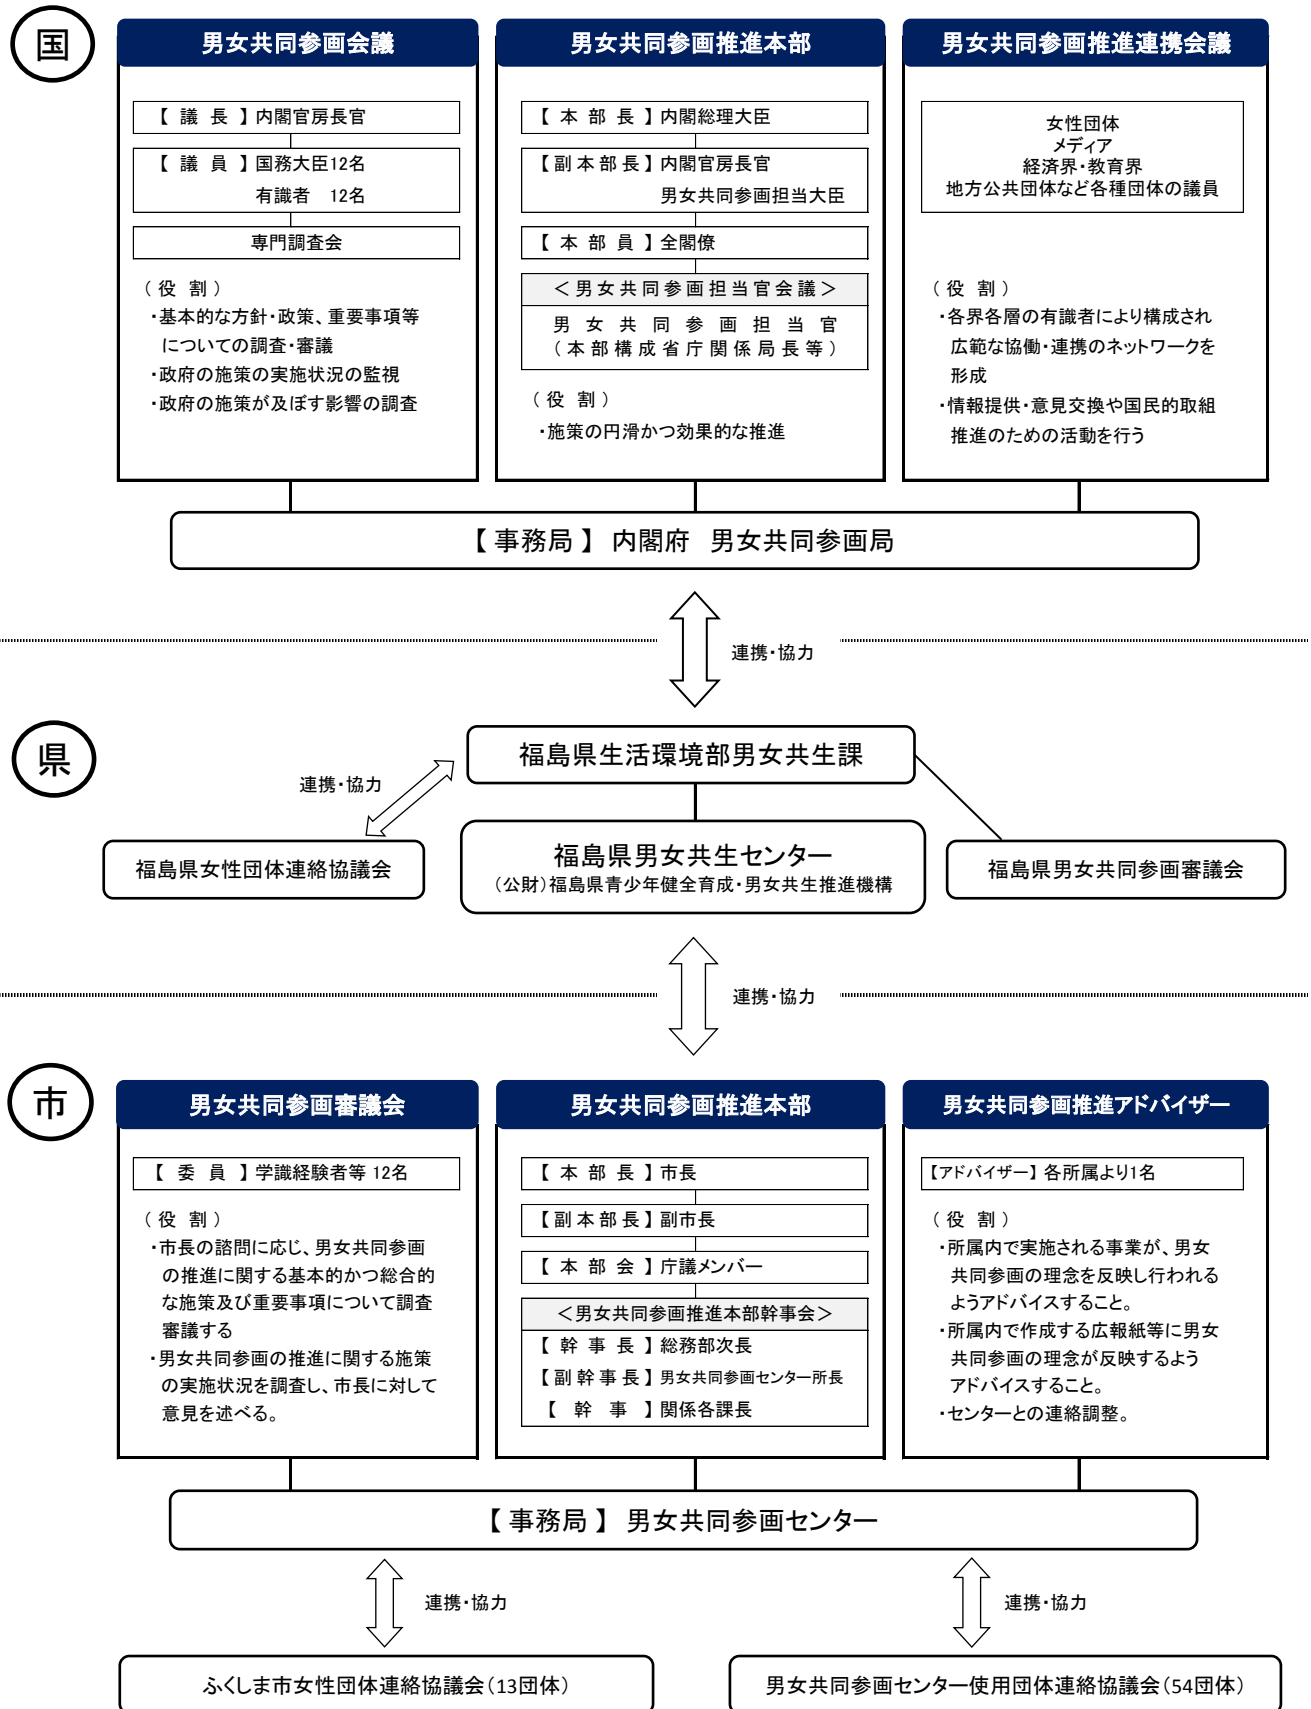 国
男女共同参画会議
【 議 長 】内閣官房長官
【 議 員 】国務大臣12名
有識者 12名
専門調査会
（ 役 割 ）
・基本的な方針・政策、重要事項等
についての調査・審議
・政府の施策の実施状況の監視
・政府の施策が及ぼす影響の調査
男女共同参画推進本部
【 本 部 長 】内閣総理大臣
【副本部長】内閣官房長官
男女共同参画担当大臣
【 本 部 員 】全閣僚
＜男女共同参画担当官会議＞
男 女 共 同 参 画 担 当 官
（本部構成省庁関係局長等）
（ 役 割 ）
・施策の円滑かつ効果的な推進
男女共同参画推進連携会議
女性団体
メディア
経済界・教育界
地方公共団体など各種団体の議員
（ 役 割 ）
・各界各層の有識者により構成され
広範な協働・連携のネットワークを
形成
・情報提供・意見交換や国民的取組
推進のための活動を行う
【 事務局 】 内閣府 男女共同参画局
連携・協力
県
福島県生活環境部男女共生課
連携・協力
福島県女性団体連絡協議会
福島県男女共生センター
（公財）福島県青少年健全育成・男女共生推進機構
福島県男女共同参画審議会
連携・協力
市
男女共同参画審議会
【 委 員 】学識経験者等 12名
（ 役 割 ）
・市長の諮問に応じ、男女共同参画
の推進に関する基本的かつ総合的
な施策及び重要事項について調査
審議する
・男女共同参画の推進に関する施策
の実施状況を調査し、市長に対して
意見を述べる。
男女共同参画推進本部
【 本 部 長 】市長
【副本部長】副市長
【 本 部 会 】庁議メンバー
＜男女共同参画推進本部幹事会＞
【 幹 事 長 】総務部次長
【副幹事長】男女共同参画センター所長
【 幹 事 】関係各課長
男女共同参画推進アドバイザー
【アドバイザー】各所属より1名
（ 役 割 ）
・所属内で実施される事業が、男女
共同参画の理念を反映し行われる
ようアドバイスすること。
・所属内で作成する広報紙等に男女
共同参画の理念が反映するよう
アドバイスすること。
・センターとの連絡調整。
【 事務局 】 男女共同参画センター
連携・協力
連携・協力
ふくしま市女性団体連絡協議会（13団体）
男女共同参画センター使用団体連絡協議会（54団体）